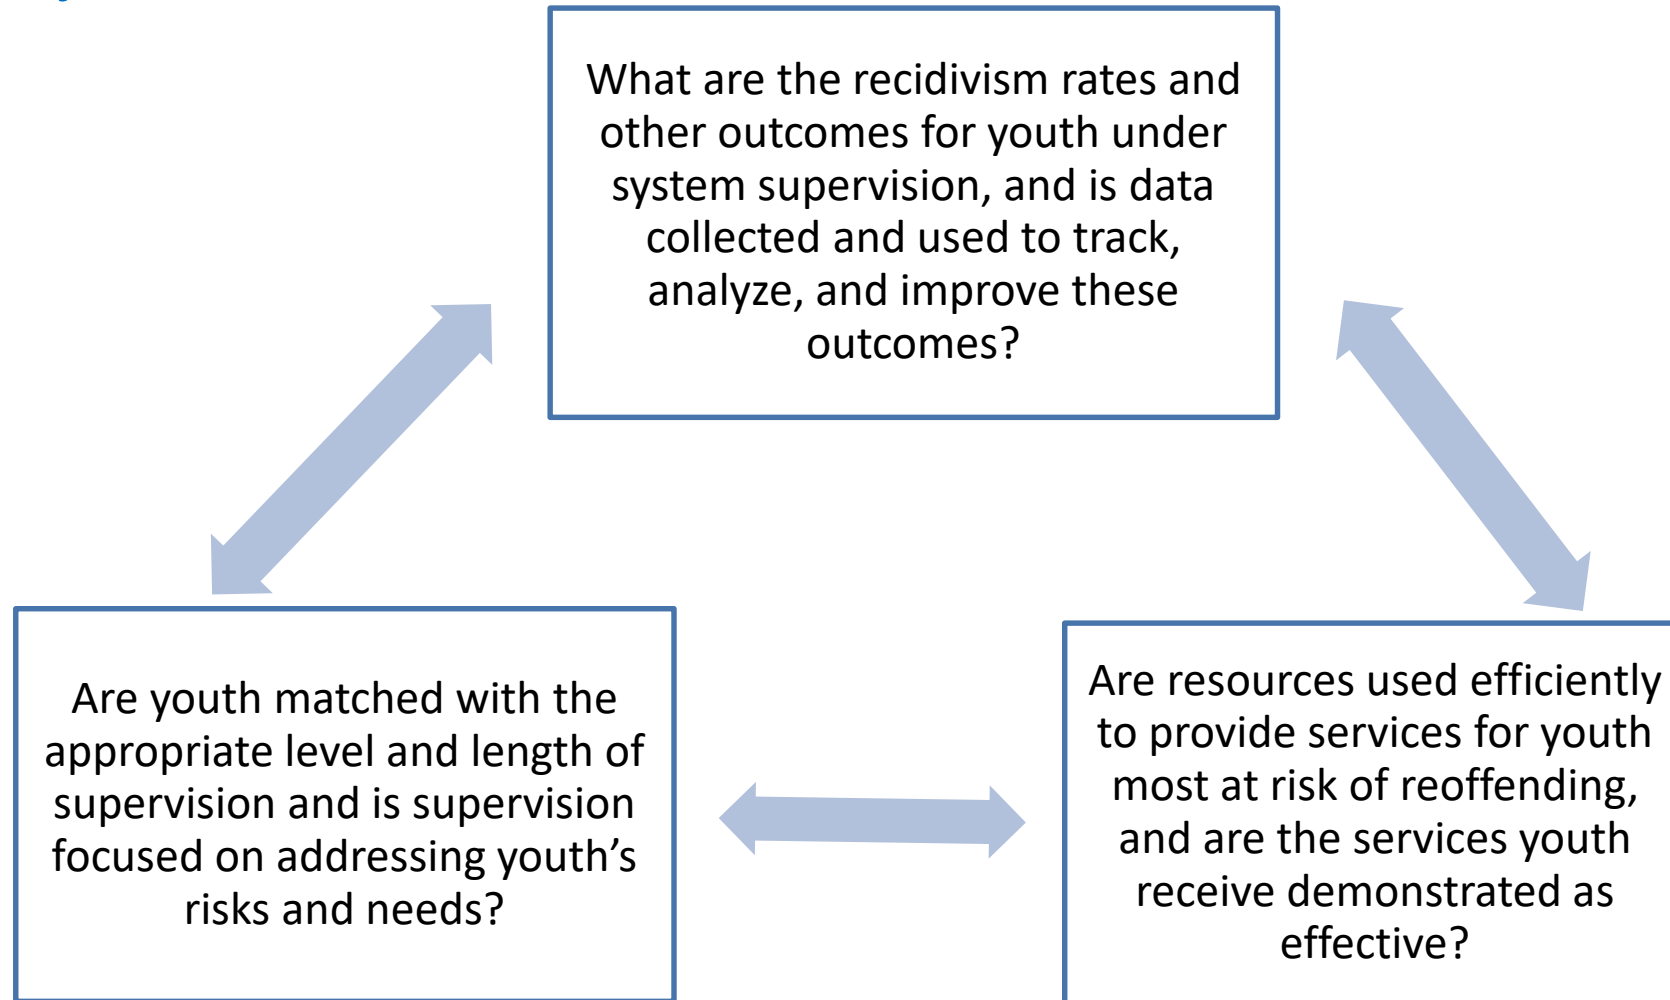 What are the recidivism rates and
other outcomes for youth under
system supervision, and is data
collected and used to track,
analyze, and improve these
outcomes?
Are youth matched with the
appropriate level and length of
supervision and is supervision
focused on addressing youth’s
risks and needs?
Are resources used efficiently
to provide services for youth
most at risk of reoffending,
and are the services youth
receive demonstrated as
effective?